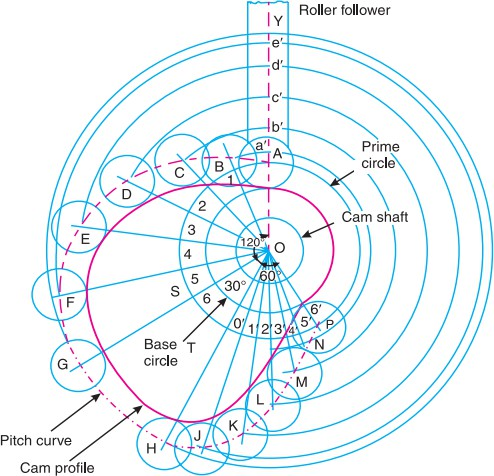 Roller follower
Y
e′
d′
c′
b′
a′
A
B
C
1
Prime
circle
D
2
Cam shaft
E
3
120°
O
4
60°
F
5
S
6
30°
6′
5′
P
0′
1′
2′
3′
4′
N
Base
circle
T
G
M
L
K
Pitch curve
J
H
Cam profile